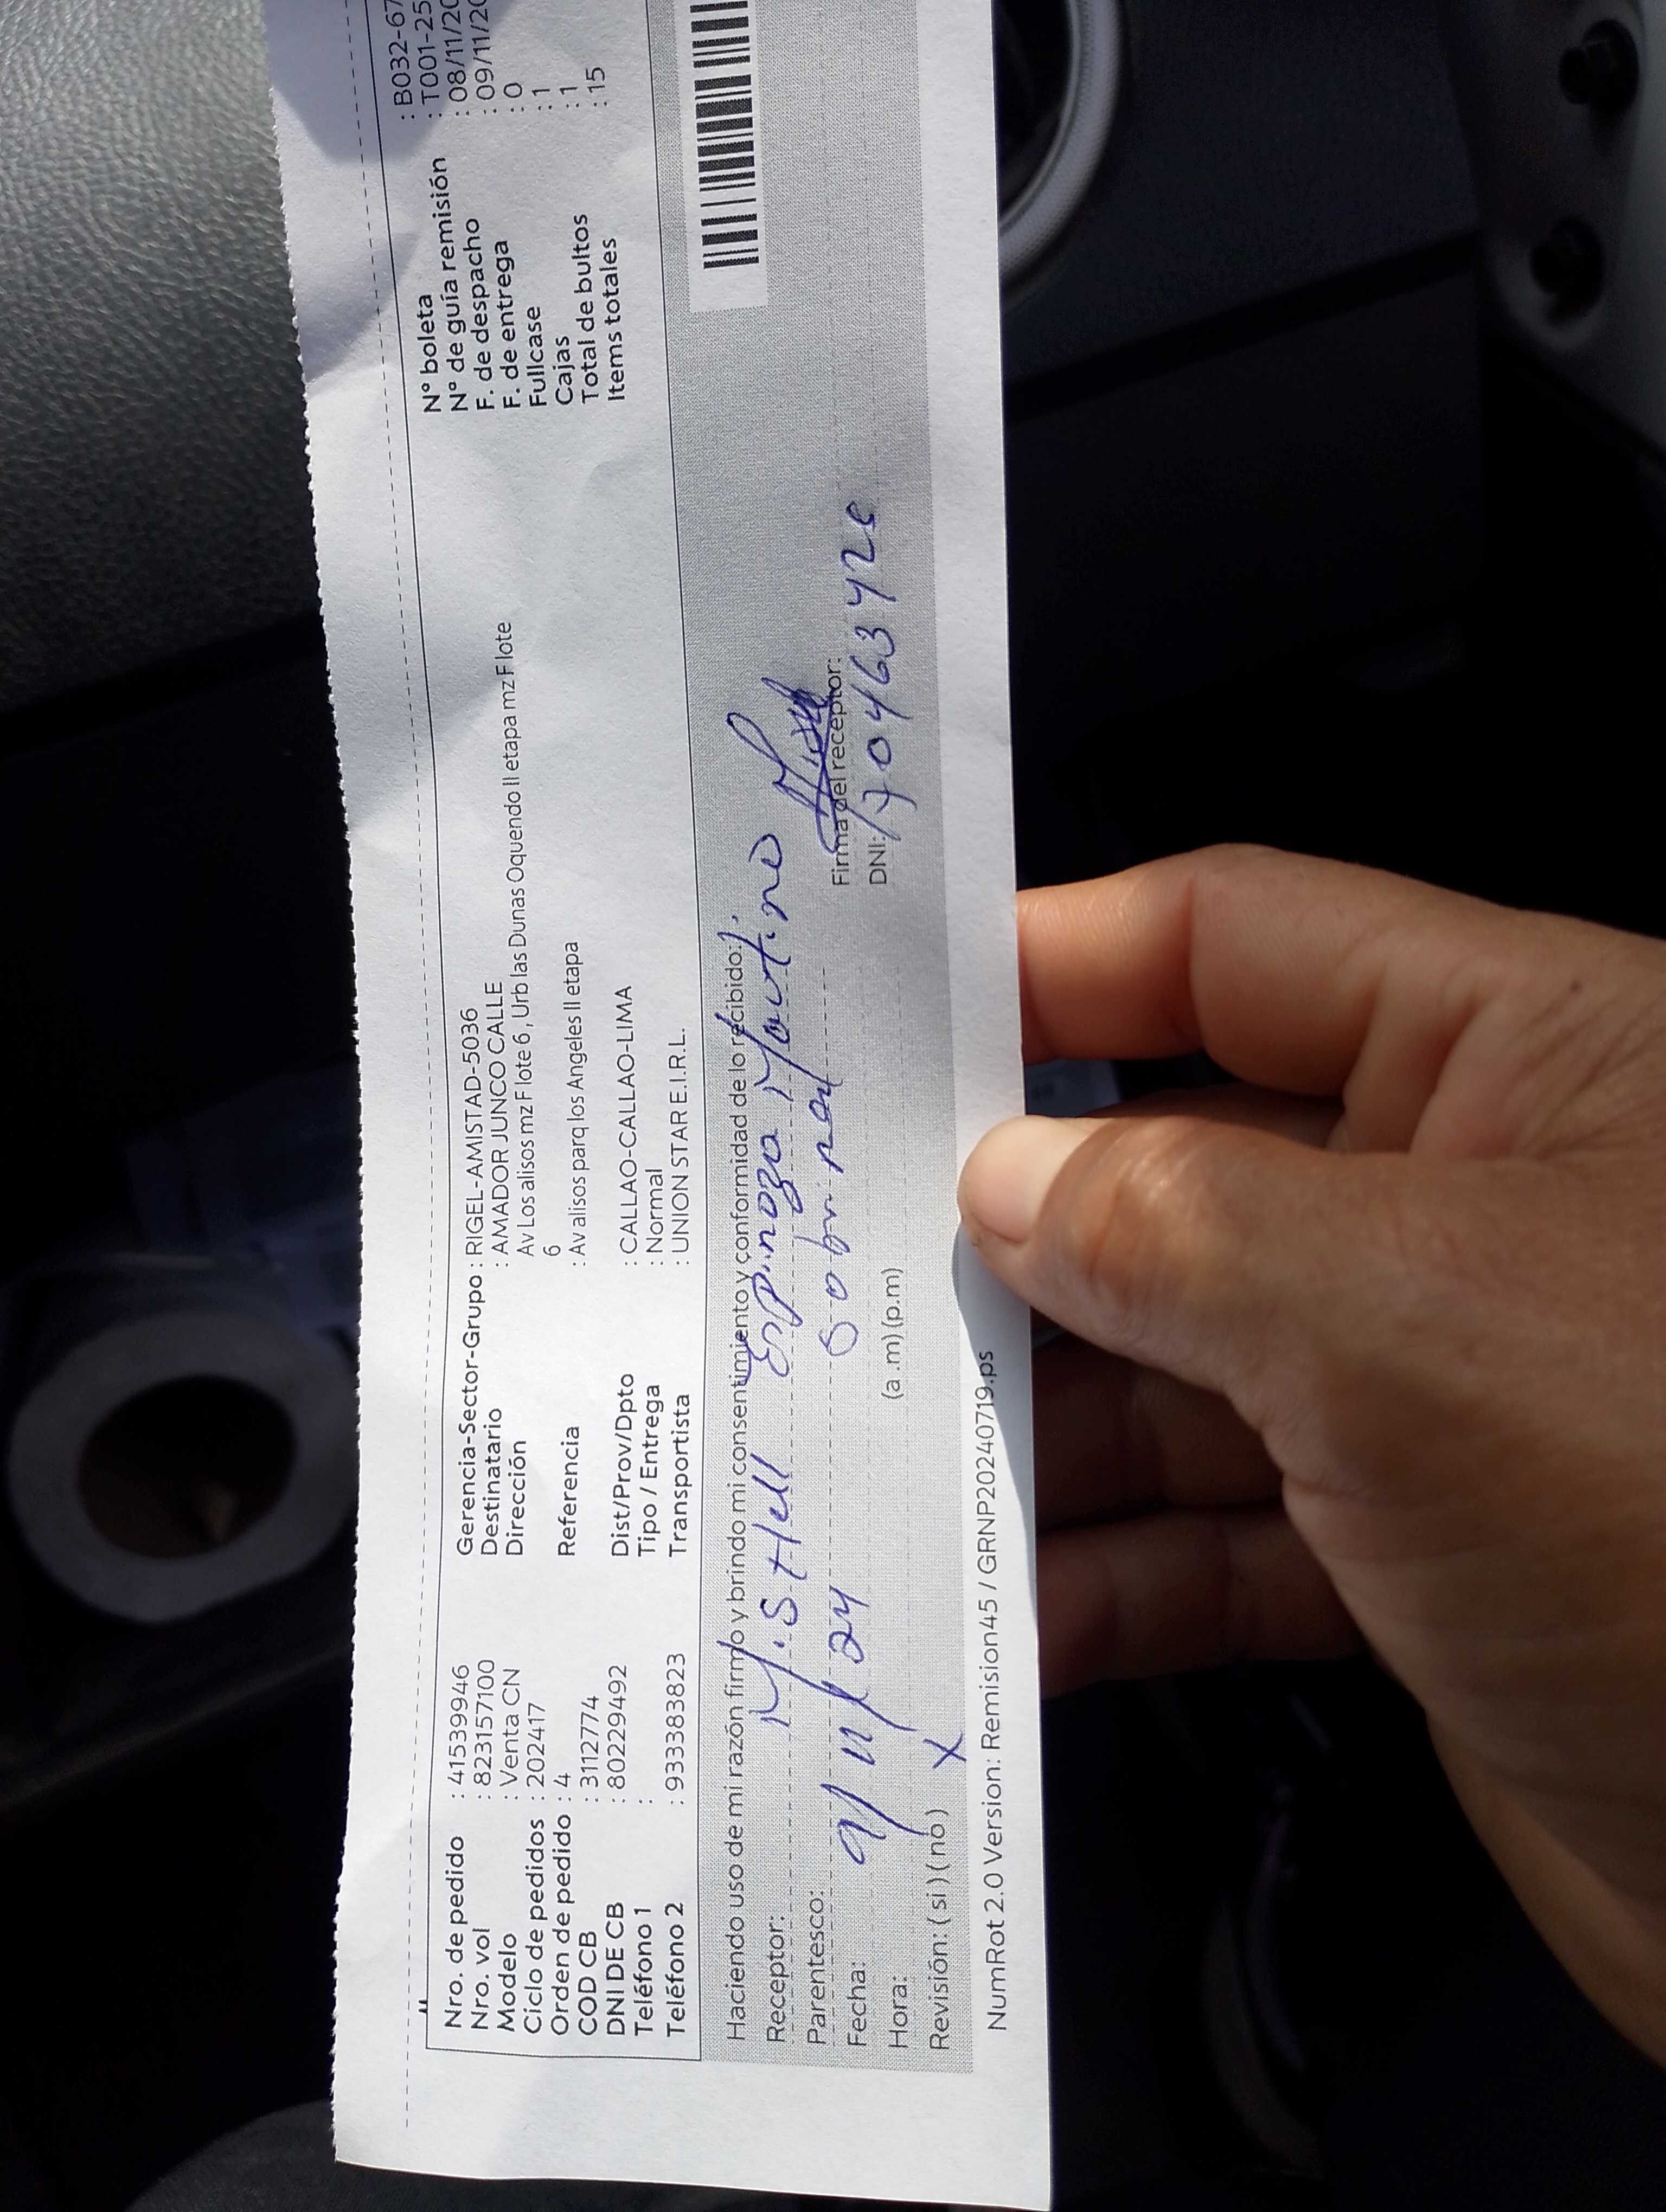 Nro. de pedido : 41539946 Gerencia-Sector-Grupo : RIGEL-AMISTAD-5036 N° boleta : B032-67
Nro. vol : 823157100 Destinatario : AMADOR JUNCO CALLE N° de guía remisión : T001-25
Modelo : Venta CN Dirección Av Los alisos mz F lote 6, Urb las Dunas Oquendo II etapa mz F lote F. de despacho : 08/11/20
Ciclo de pedidos : 202417 6 F. de entrega : 09/11/20
Orden de pedido : 4 Referencia : Av alisos parq los Angeles II etapa Fullcase : 0
COD CB : 3112774 Cajas : 1
DNI DE CB : 80229492 Dist/Prov/Dpto : CALLAO-CALLAO-LIMA Total de bultos : 1
Teléfono 1 : Tipo / Entrega : Normal Items totales : 15
Teléfono 2 : 933383823 Transportista : UNION STAR E.I.R.L.
Haciendo uso de mi razón firmo y brindo mi consentimiento y conformidad de lo recibido:
Receptor: Mistell Espinoza
Parentesco: Firma del receptor:
Fecha: 9/11/24 DNI:
Hora: (a .m) (p.m)
Revisión: ( si ) ( no ) X
NumRot 2.0 Version: Remision45 / GRNP20240719.ps